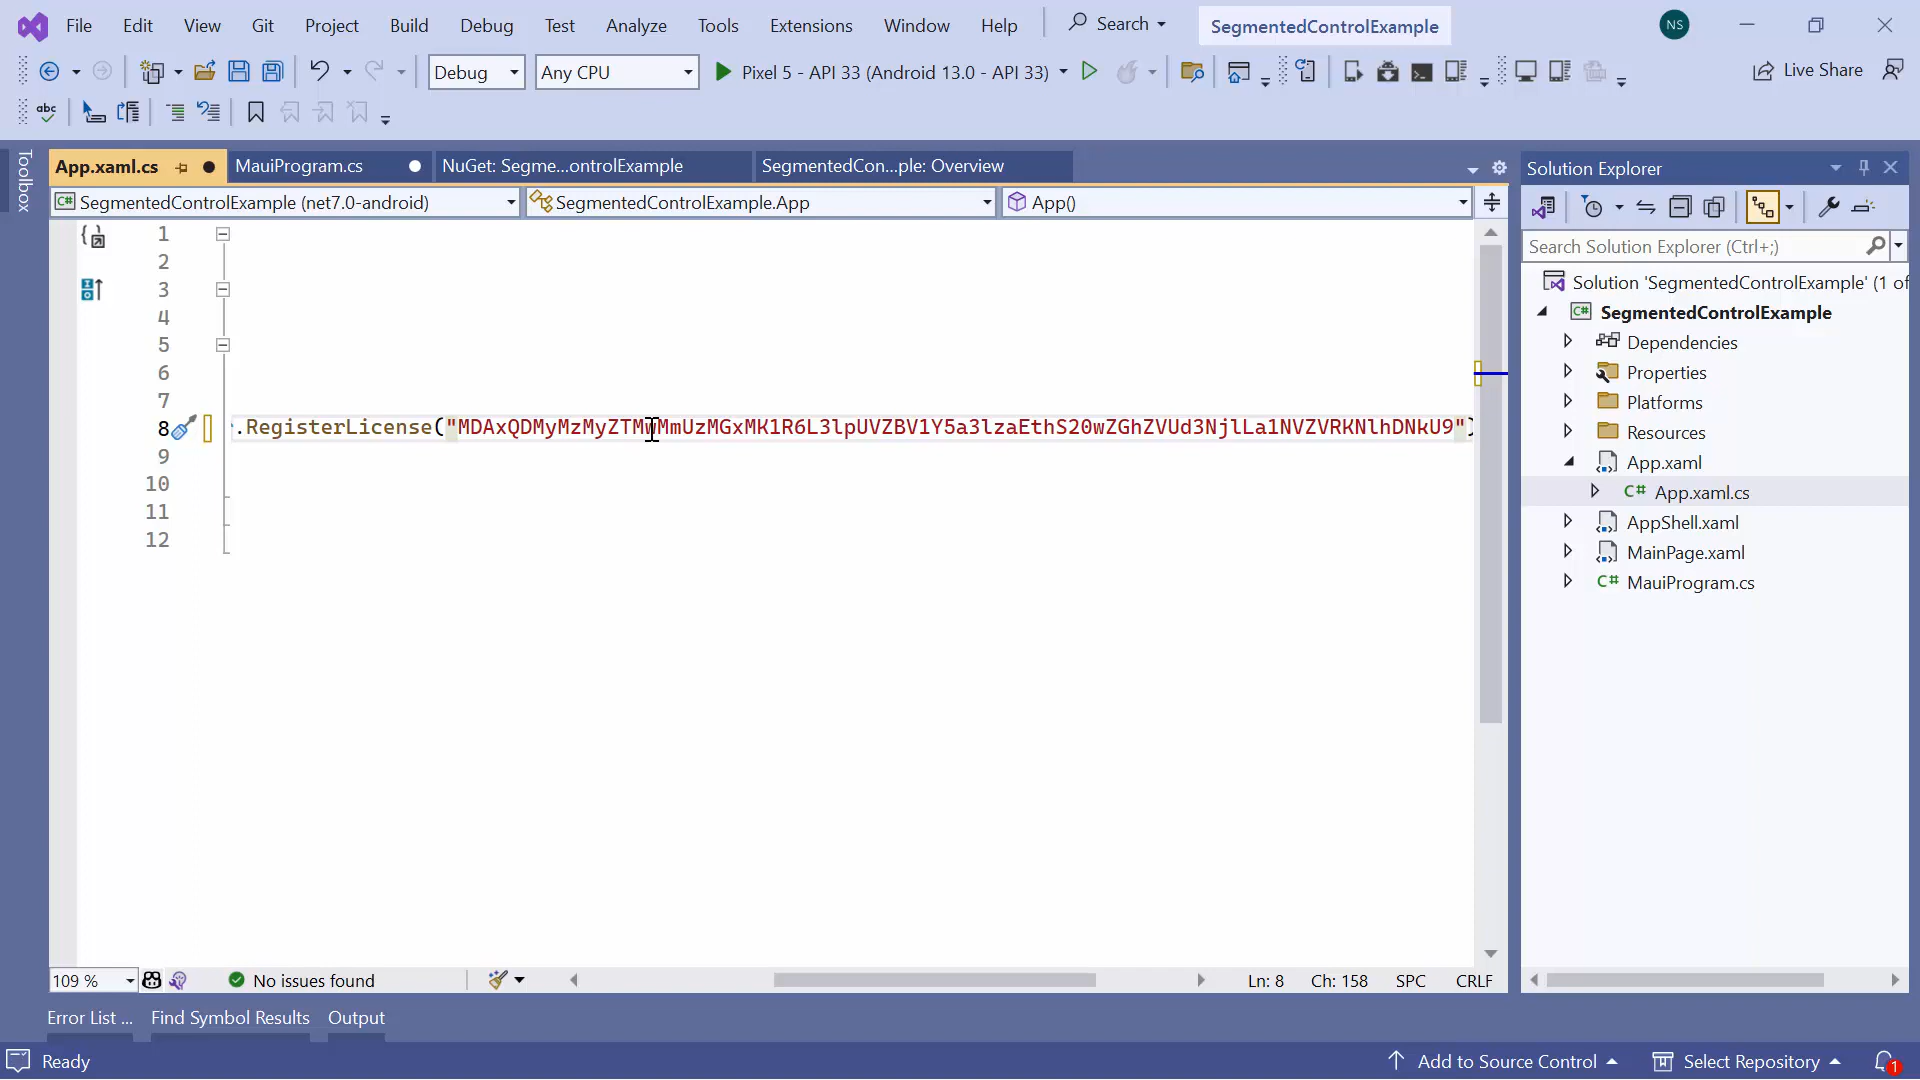 File Edit View Git Project Build Debug Test Analyze Tools Extensions Window Help Search SegmentedControlExample NS
Debug Any CPU Pixel 5 - API 33 (Android 13.0 - API 33) Live Share
abc
Toolbox
App.xaml.cs MauiProgram.cs NuGet: Segme...ontrolExample SegmentedCon...ple: Overview
SegmentedControlExample (net7.0-android) SegmentedControlExample.App App()
1
2
3
4
5
6
7
8 .RegisterLicense("MDAxQDMyMzMyZTMwMmUzMGxMK1R6L3lpUVZBV1Y5a3lzaEthS20wZGhZVUd3NjlLa1NVZVRKNlhDNkU9")
9
10
11
12
109 % No issues found Ln: 8 Ch: 158 SPC CRLF
Solution Explorer
Search Solution Explorer (Ctrl+;)
Solution 'SegmentedControlExample' (1 of
C# SegmentedControlExample
Dependencies
Properties
Platforms
Resources
App.xaml
C# App.xaml.cs
AppShell.xaml
MainPage.xaml
C# MauiProgram.cs
Error List ... Find Symbol Results Output
Ready Add to Source Control Select Repository 1